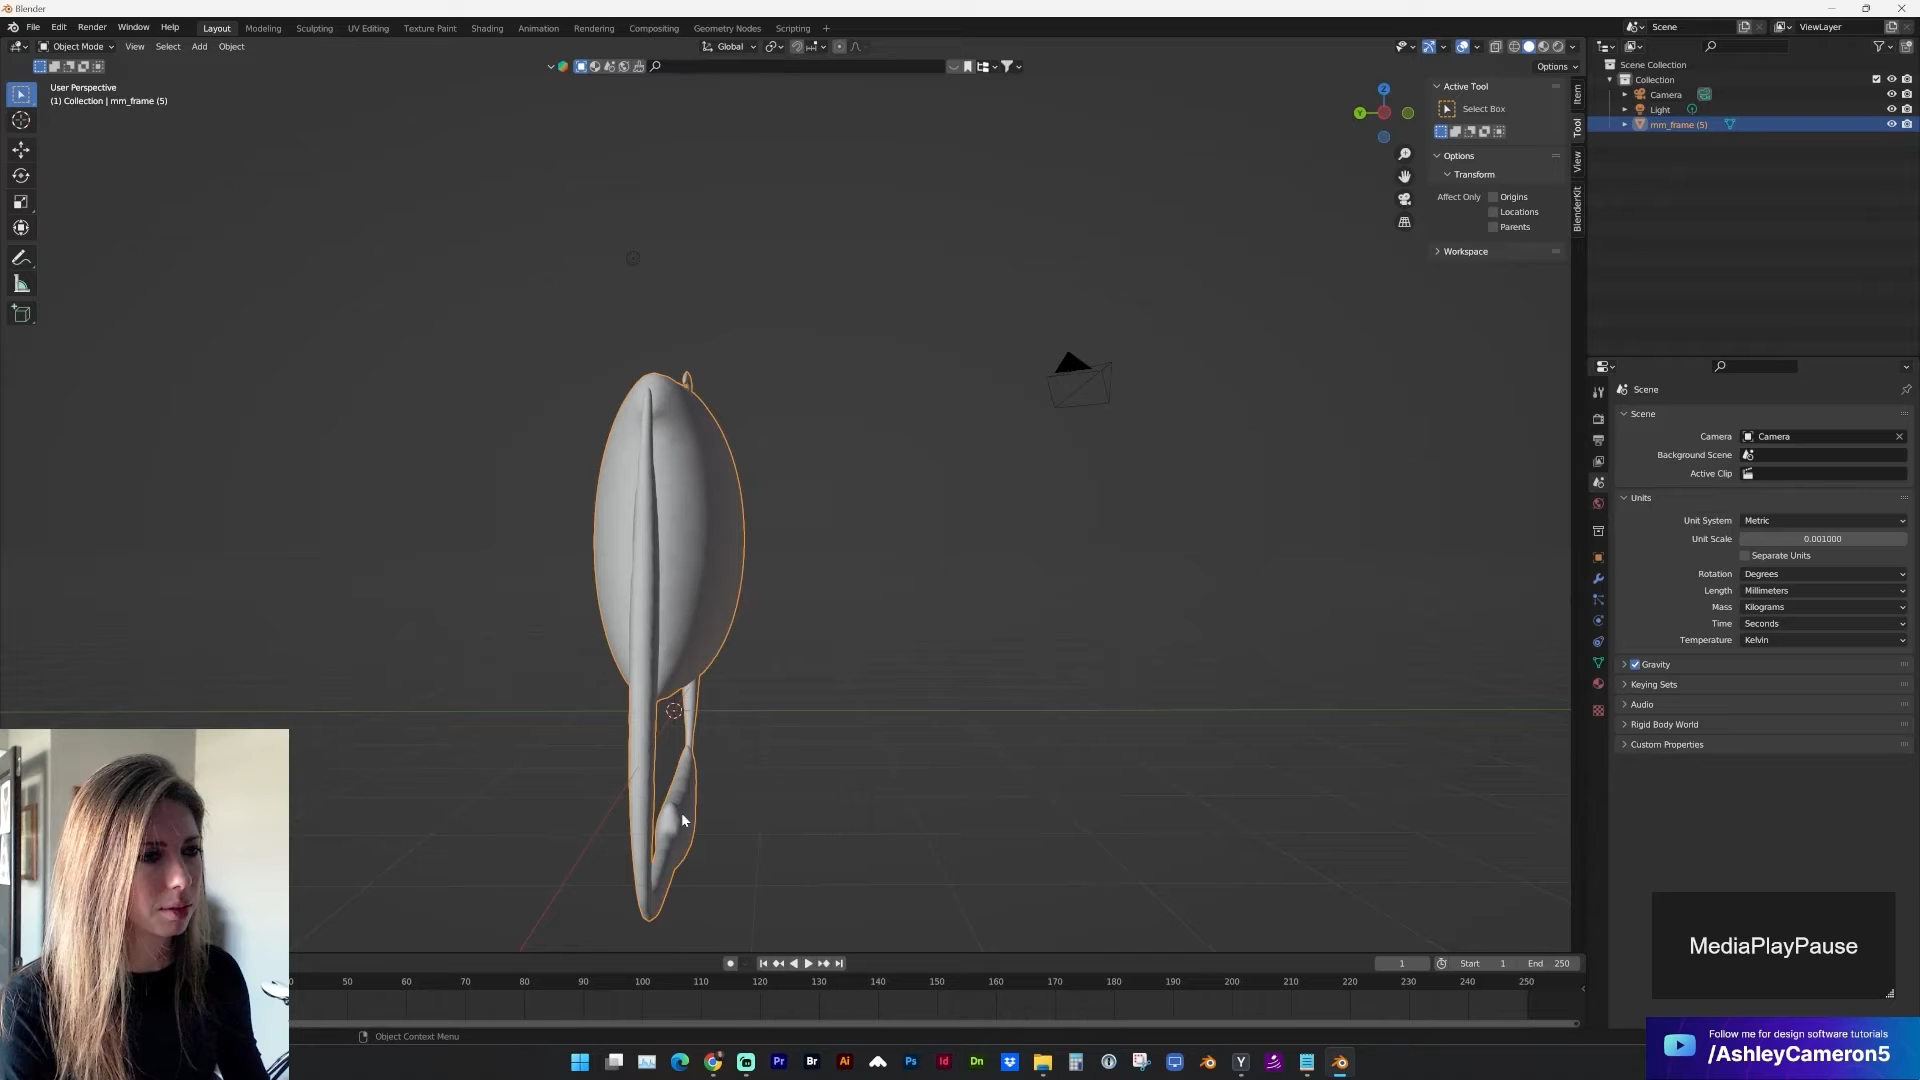 Blender
File Edit Render Window Help Layout Modeling Sculpting UV Editing Texture Paint Shading Animation Rendering Compositing Geometry Nodes Scripting + Scene ViewLayer
Object Mode View Select Add Object Global
Options
User Perspective
(1) Collection | mm_frame (5)
Z
Y
Active Tool
Select Box
Options
Transform
Affect Only Origins
Locations
Parents
Workspace
Item
Tool
View
BlenderKit
Scene Collection
Collection
Camera
Light
mm_frame (5)
Scene
Scene
Camera Camera
Background Scene
Active Clip
Units
Unit System Metric
Unit Scale 0.001000
Separate Units
Rotation Degrees
Length Millimeters
Mass Kilograms
Time Seconds
Temperature Kelvin
Gravity
Keying Sets
Audio
Rigid Body World
Custom Properties
MediaPlayPause
1 Start 1 End 250
50 60 70 80 90 100 110 120 130 140 150 160 170 180 190 200 210 220 230 240 250
Object Context Menu
Pr Br Ai Ps Id Dn Y
Follow me for design software tutorials
/AshleyCameron5